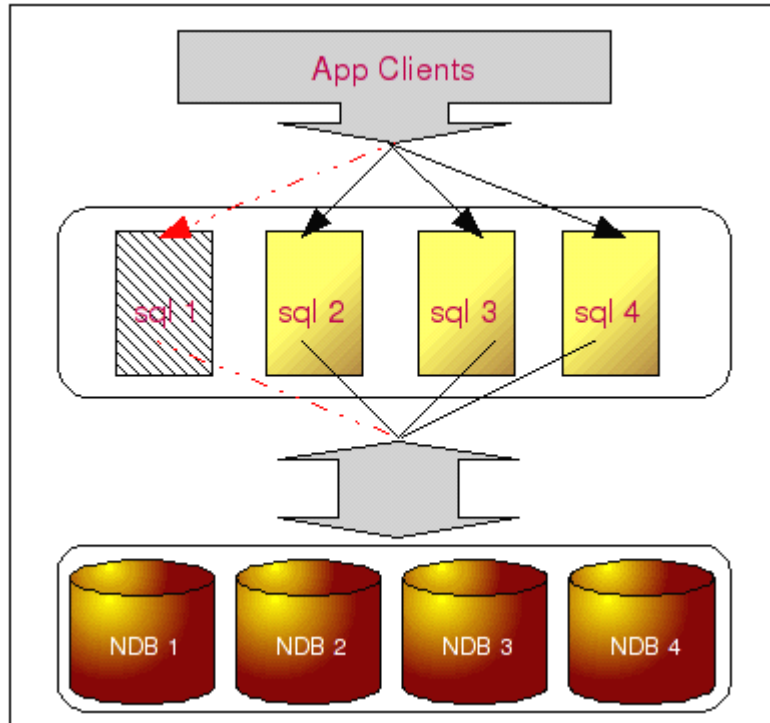 App Clients
sql 1
sql 2
sql 3
sql 4
NDB 1
NDB 2
NDB 3
NDB 4